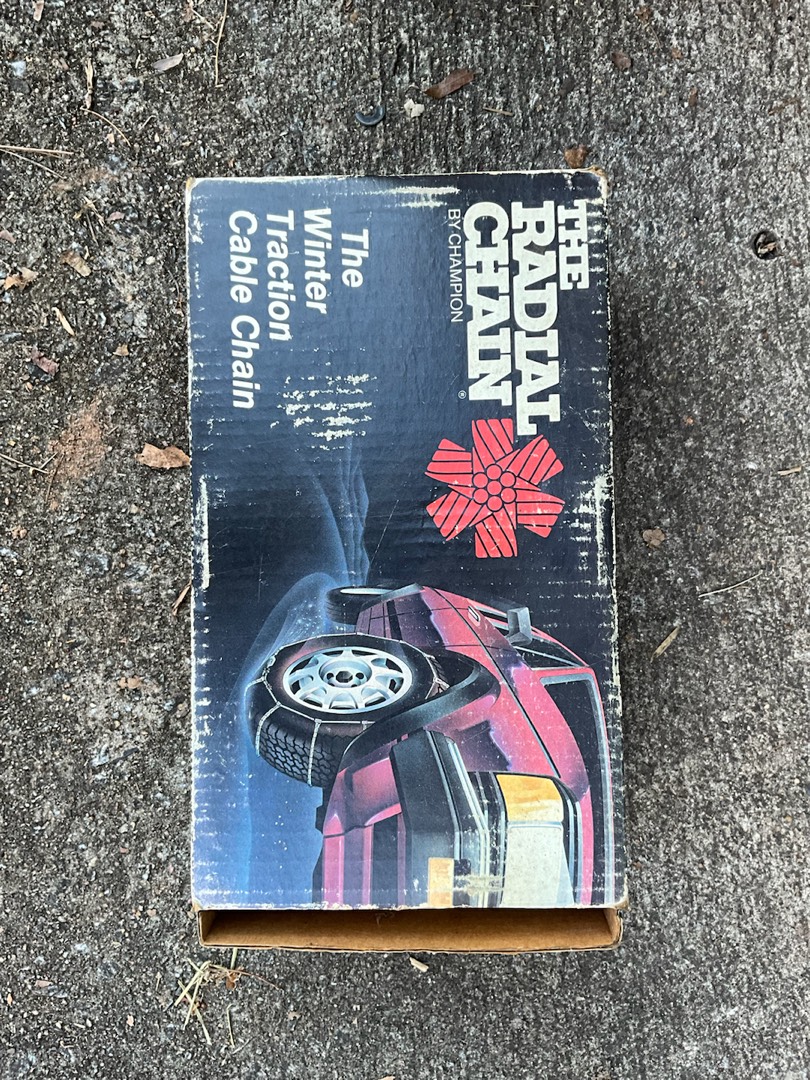 THE
RADIAL
CHAIN®
BY CHAMPION
The
Winter
Traction
Cable Chain